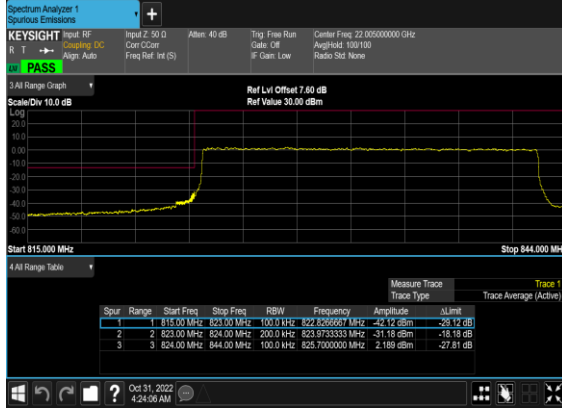 Spectrum Analyzer 1
Spurious Emissions
+
KEYSIGHT Input: RF Input Z: 50 Ω Atten: 40 dB Trig: Free Run Center Freq: 22.005000000 GHz
R T Coupling: DC Corr CCorr Gate: Off Avg|Hold: 100/100
Align: Auto Freq Ref: Int (S) IF Gain: Low Radio Std: None
PASS
3 All Range Graph
Ref Lvl Offset 7.60 dB
Scale/Div 10.0 dB Ref Value 30.00 dBm
Log
20.0
10.0
0.00
-10.0
-20.0
-30.0
-40.0
-50.0
-60.0
Start 815.000 MHz Stop 844.000 MH
4 All Range Table
Measure Trace Trace 1
Trace Type Trace Average (Active)
Spur Range Start Freq Stop Freq RBW Frequency Amplitude ΔLimit
1 1 815.00 MHz 823.00 MHz 100.0 kHz 822.8266667 MHz -42.12 dBm -29.12 dB
2 2 823.00 MHz 824.00 MHz 200.0 kHz 823.9733333 MHz -31.18 dBm -18.18 dB
3 3 824.00 MHz 844.00 MHz 100.0 kHz 825.7000000 MHz 2.189 dBm -27.81 dB
?
Oct 31, 2022
4:24:06 AM